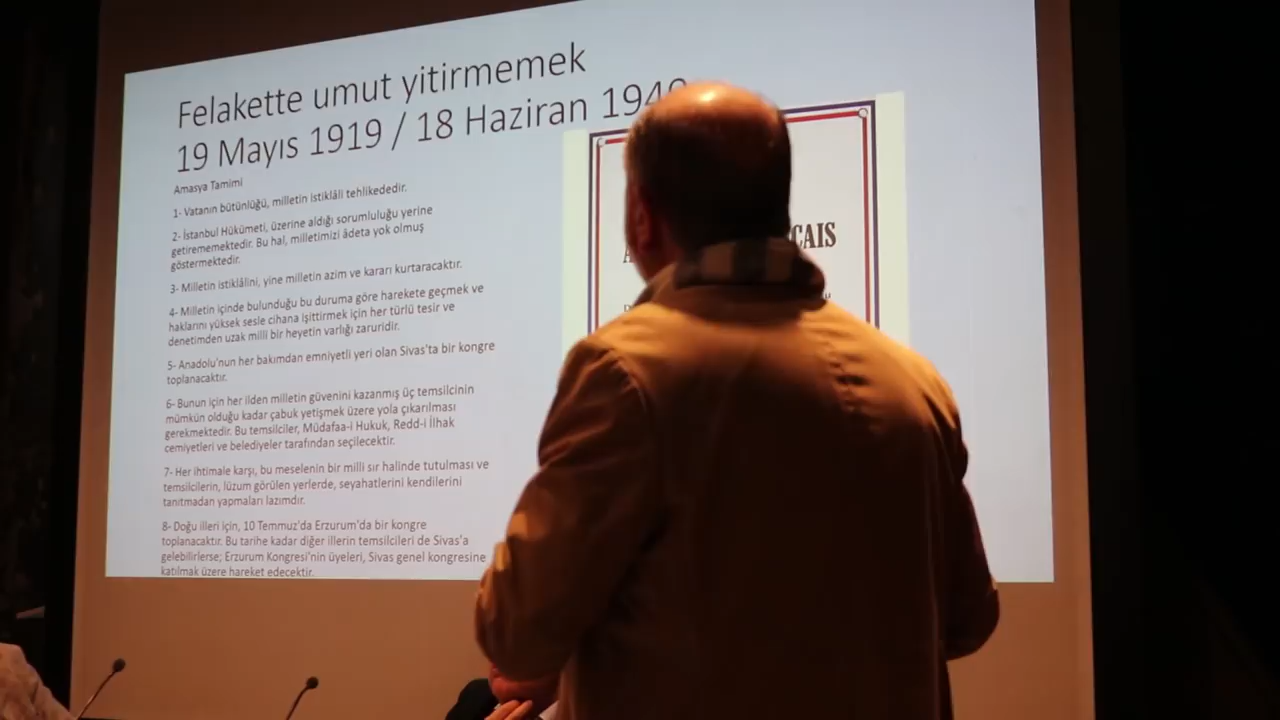 Felakette umut yitirmemek
19 Mayıs 1919 / 18 Haziran
Amasya Tamimi
1- Vatanın bütünlüğü, milletin istiklâli tehlikededir.
2- İstanbul Hükümeti, üzerine aldığı sorumluluğu yerine
getirememektedir. Bu hal, milletimizi âdeta yok olmuş
göstermektedir.
3- Milletin istiklâlini, yine milletin azim ve kararı kurtaracaktır.
4- Milletin içinde bulunduğu bu duruma göre harekete geçmek ve
haklarını yüksek sesle cihana işittirmek için her türlü tesir ve
denetimden uzak milli bir heyetin varlığı zaruridir.
5- Anadolu'nun her bakımdan emniyetli yeri olan Sivas'ta bir kongre
toplanacaktır.
6- Bunun için her ilden milletin güvenini kazanmış üç temsilcinin
mümkün olduğu kadar çabuk yetişmek üzere yola çıkarılması
gerekmektedir. Bu temsilciler, Müdafaa-i Hukuk, Redd-i İlhak
cemiyetleri ve belediyeler tarafından seçilecektir.
7- Her ihtimale karşı, bu meselenin bir milli sır halinde tutulması ve
temsilcilerin, lüzum görülen yerlerde, seyahatlerini kendilerini
tanıtmadan yapmaları lazımdır.
8- Doğu illeri için, 10 Temmuz'da Erzurum'da bir kongre
toplanacaktır. Bu tarihe kadar diğer illerin temsilcileri de Sivas'a
gelebilirlerse; Erzurum Kongresi'nin üyeleri, Sivas genel kongresine
katılmak üzere hareket edecektir.